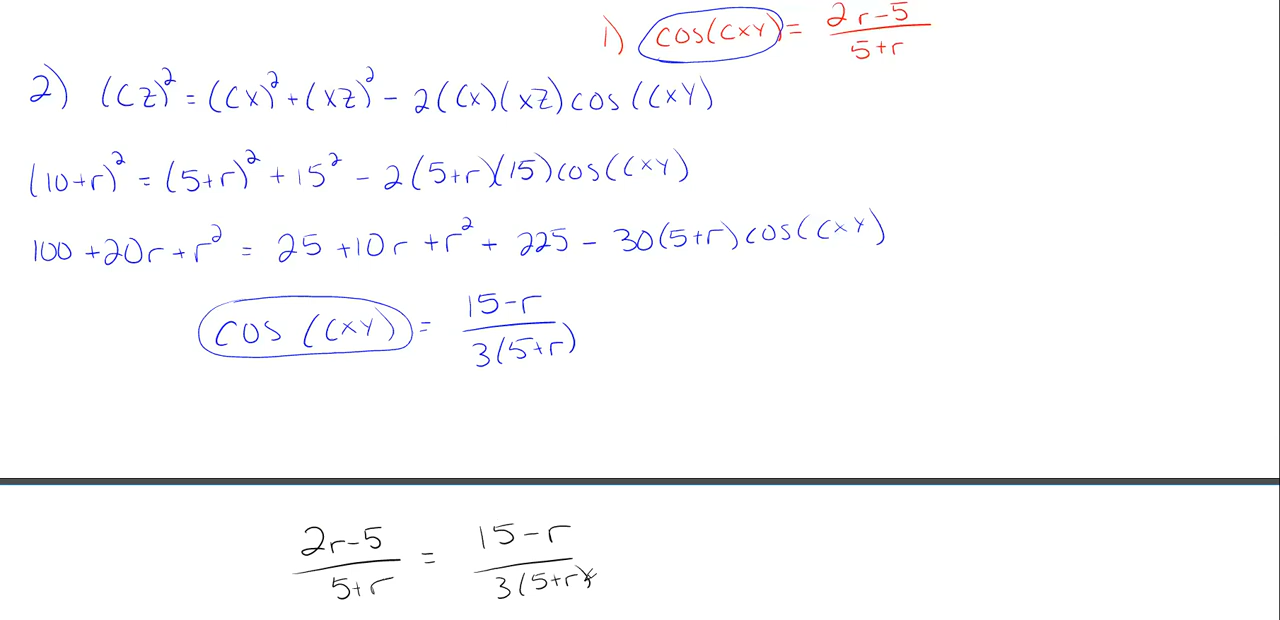 1) cos(CXY) = (2r-5)/(5+r)
2) (CZ)² = (CX)² + (XZ)² - 2(CX)(XZ)cos(CXY)
(10+r)² = (5+r)² + 15² - 2(5+r)(15)cos(CXY)
100 + 20r + r² = 25 + 10r + r² + 225 - 30(5+r)cos(CXY)
cos(CXY) = (15-r)/(3(5+r))
(2r-5)/(5+r) = (15-r)/(3(5+r))